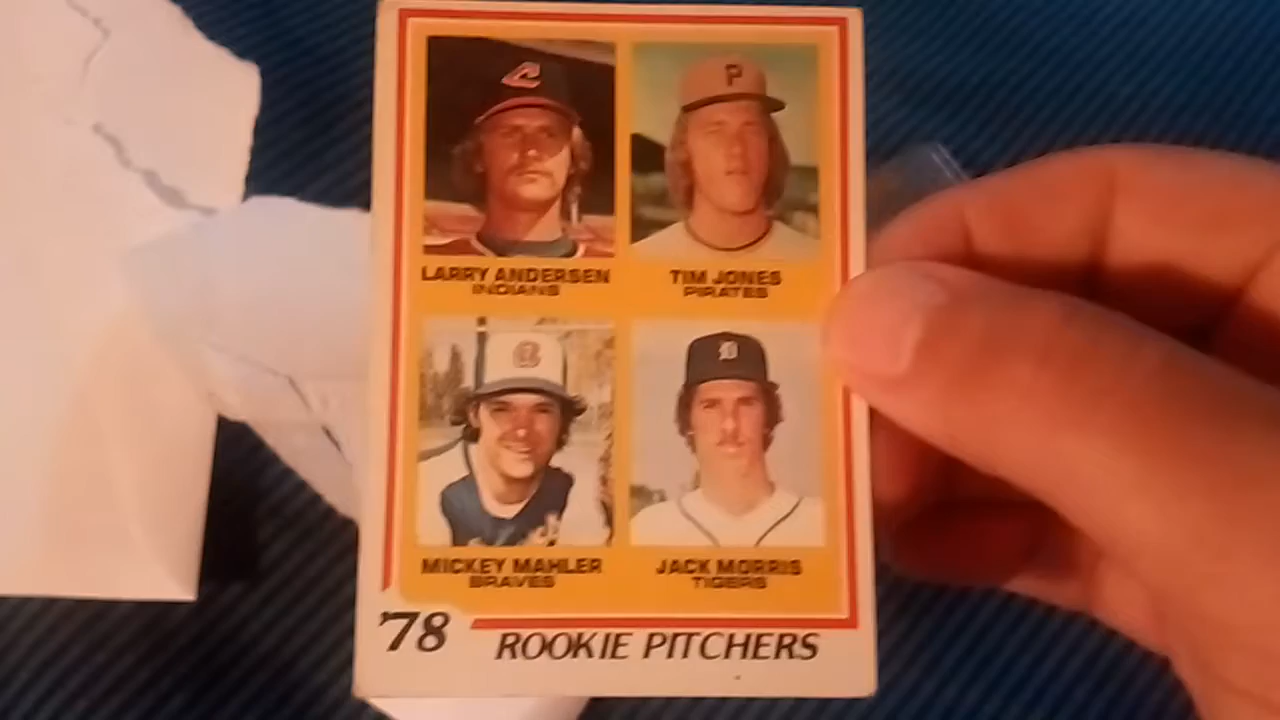 C
P
LARRY ANDERSEN
INDIANS
TIM JONES
PIRATES
D
MICKEY MAHLER
BRAVES
JACK MORRIS
TIGERS
'78
ROOKIE PITCHERS